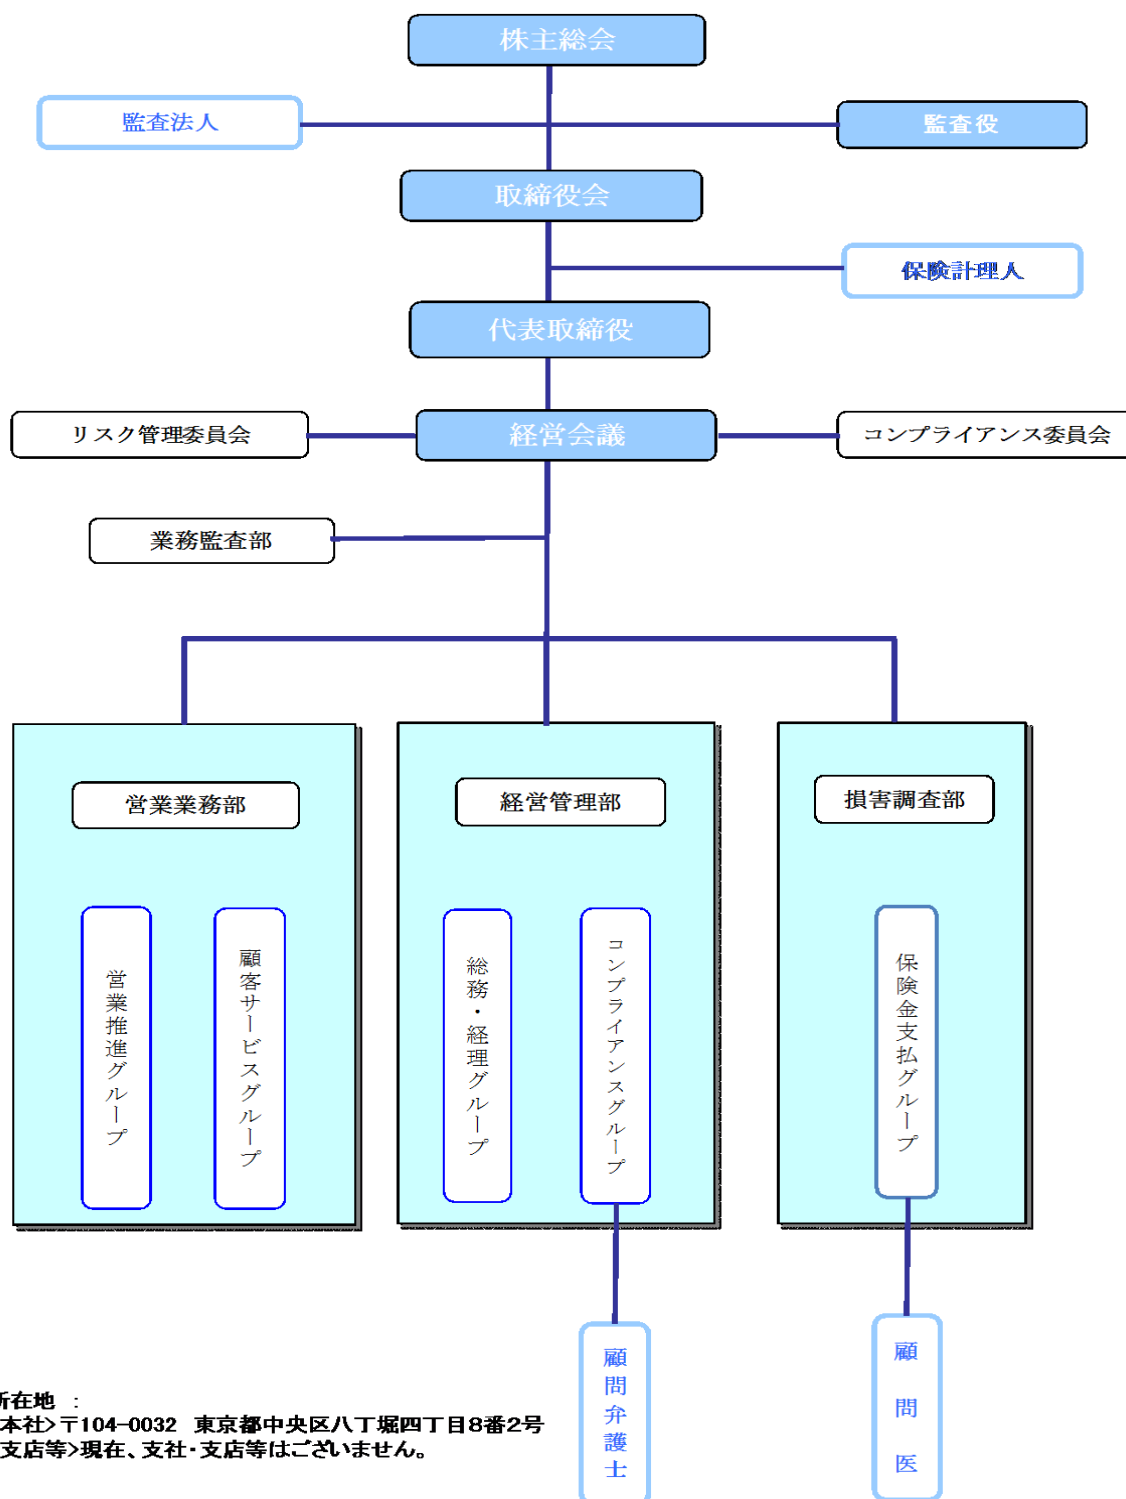 株主総会
監査法人
監査役
取締役会
保険計理人
代表取締役
リスク管理委員会
経営会議
コンプライアンス委員会
業務監査部
営業業務部
経営管理部
損害調査部
営業推進グループ
顧客サービスグループ
総務・経理グループ
コンプライアンスグループ
保険金支払グループ
顧問弁護士
顧問医
所在地 :
本社>〒104-0032 東京都中央区八丁堀四丁目8番2号
支店等>現在、支社・支店等はございません。